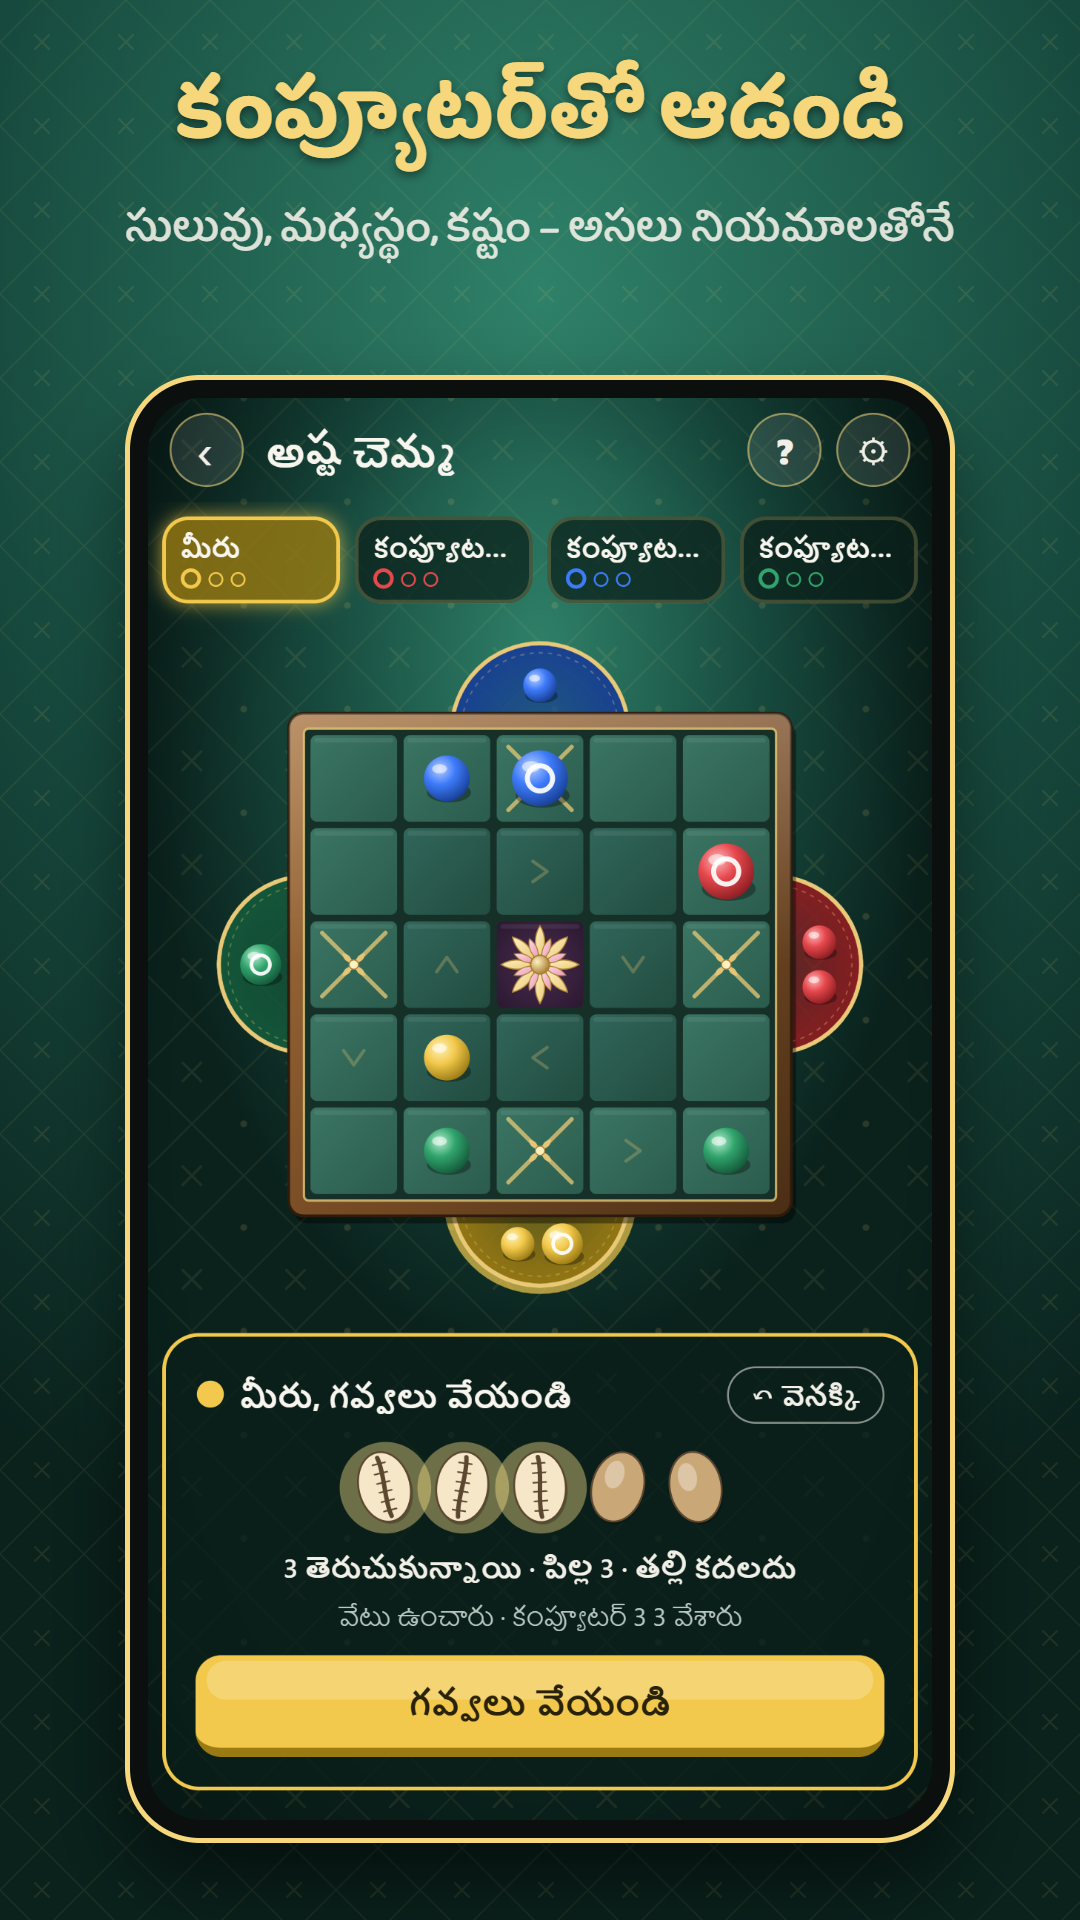 కంప్యూటర్‌తో ఆడండి
సులువు, మధ్యస్థం, కష్టం – అసలు నియమాలతోనే
‹ అష్ట చెమ్మ ?
మీరు కంప్యూట... కంప్యూట... కంప్యూట...
మీరు, గవ్వలు వేయండి
వెనక్కి
3 తెరుచుకున్నాయి · పిల్ల 3 · తల్లి కదలదు
వేటు ఉంచారు · కంప్యూటర్ 3 3 వేశారు
గవ్వలు వేయండి